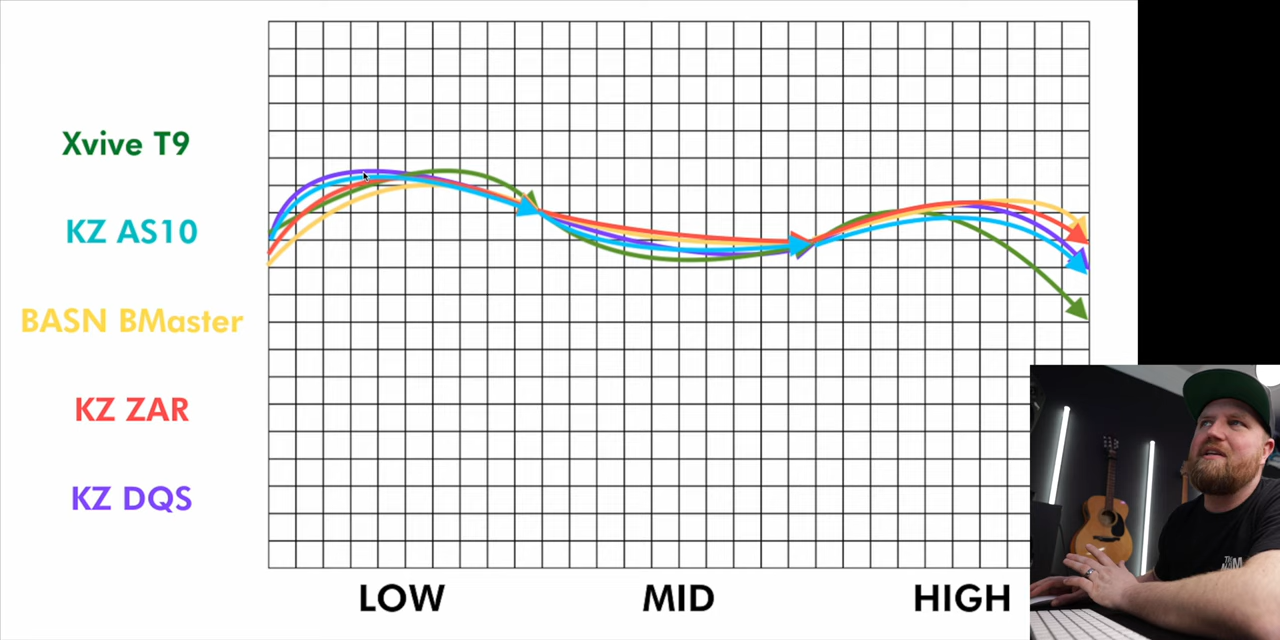 Xvive T9
KZ AS10
BASN BMaster
KZ ZAR
KZ DQS
LOW
MID
HIGH